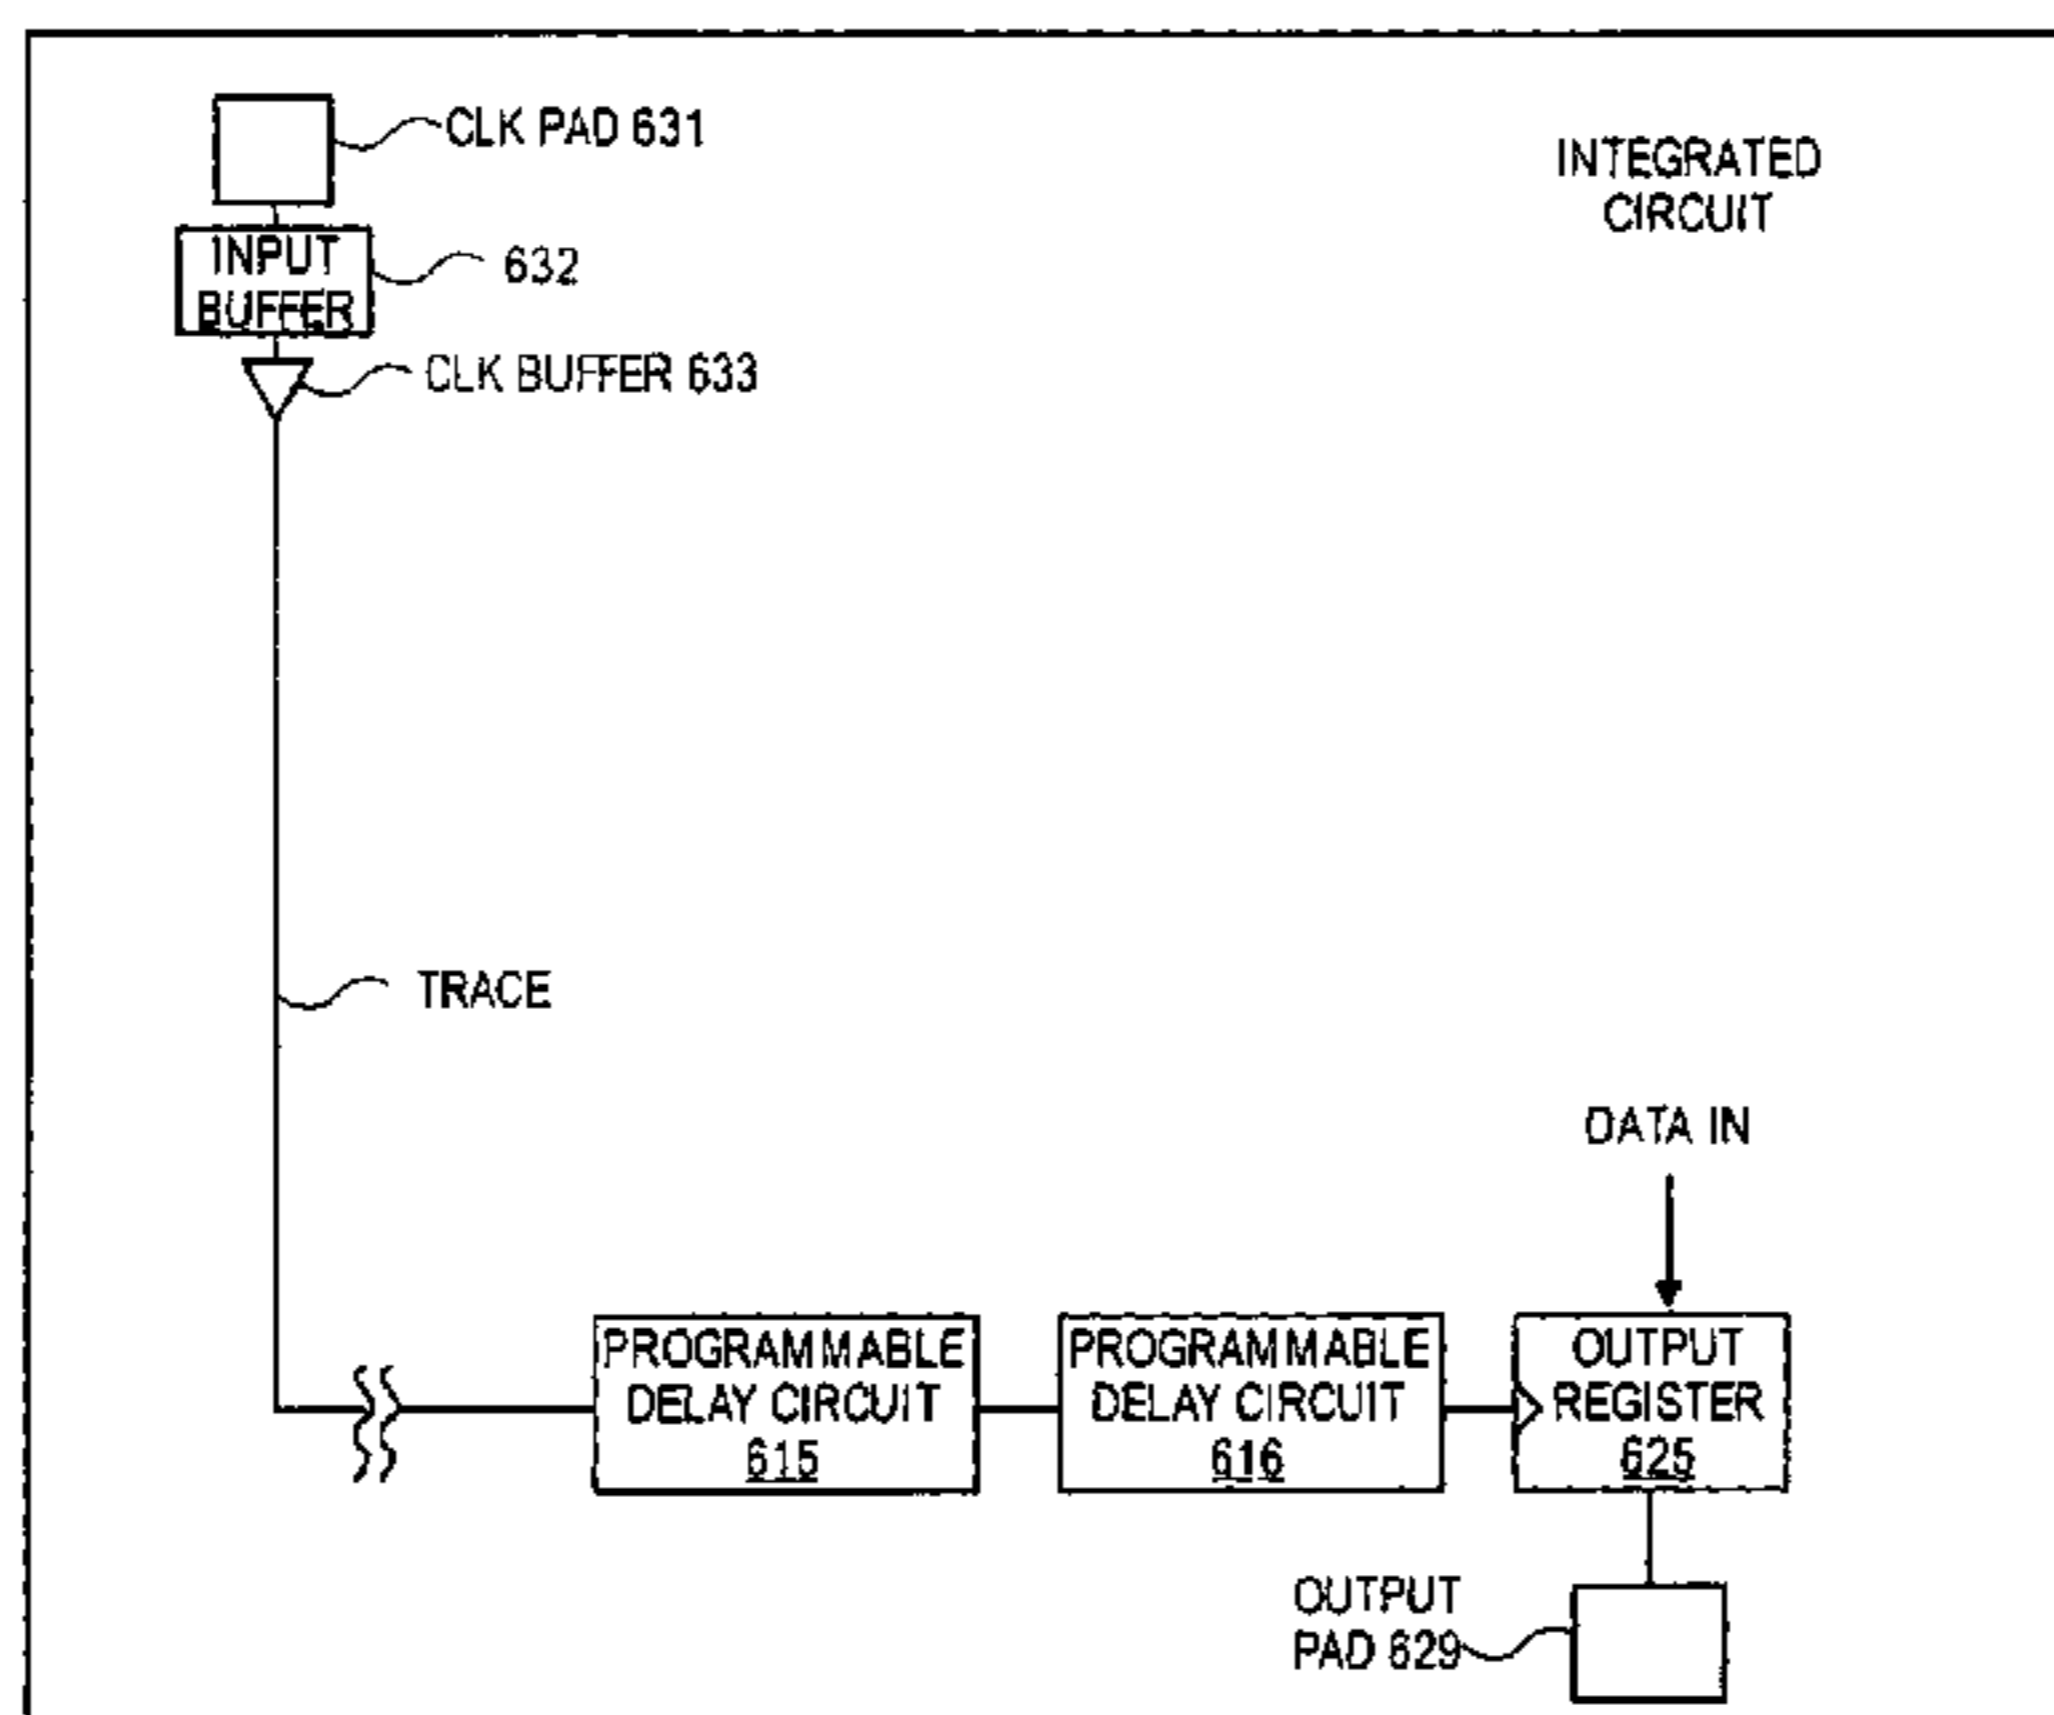 CLK PAD 631
INTEGRATED
CIRCUIT
INPUT
BUFFER
632
CLK BUFFER 633
TRACE
DATA IN
PROGRAMMABLE
DELAY CIRCUIT
615
PROGRAMMABLE
DELAY CIRCUIT
616
OUTPUT
REGISTER
625
OUTPUT
PAD 629